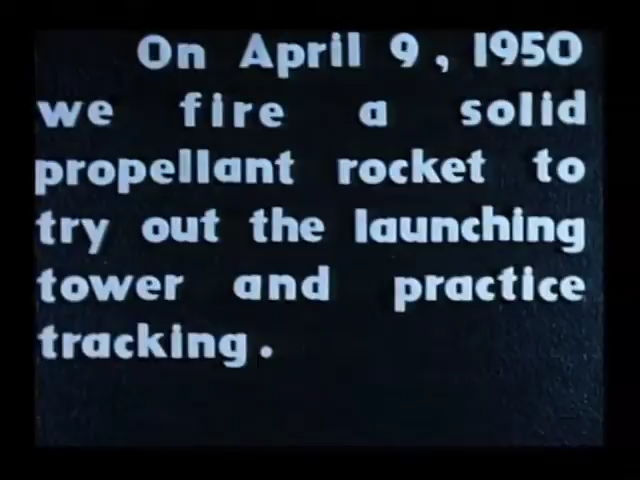 On April 9, 1950
we fire a solid
propellant rocket to
try out the launching
tower and practice
tracking.